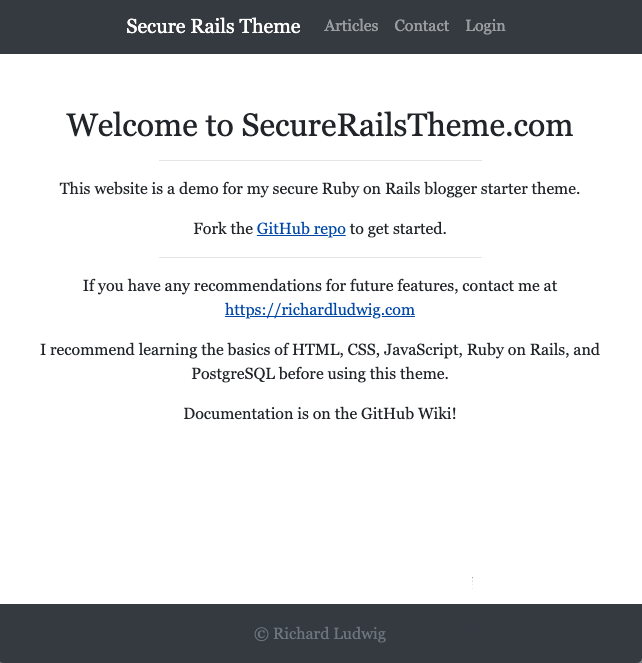 Secure Rails Theme Articles Contact Login
Welcome to SecureRailsTheme.com
This website is a demo for my secure Ruby on Rails blogger starter theme.
Fork the GitHub repo to get started.
If you have any recommendations for future features, contact me at
https://richardludwig.com
I recommend learning the basics of HTML, CSS, JavaScript, Ruby on Rails, and
PostgreSQL before using this theme.
Documentation is on the GitHub Wiki!
© Richard Ludwig